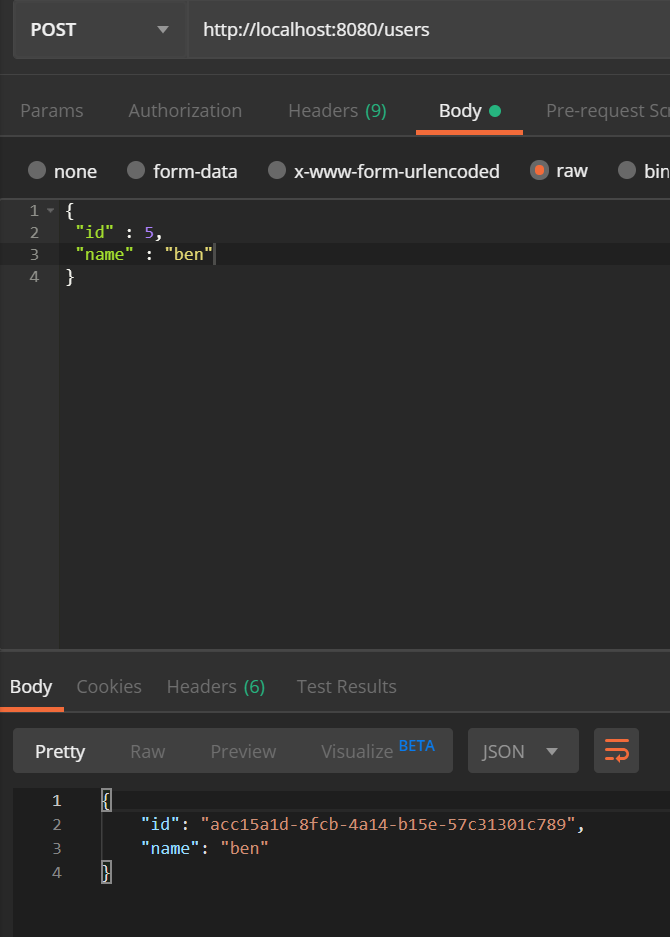 POST http://localhost:8080/users
Params Authorization Headers (9) Body Pre-request Sc
none form-data x-www-form-urlencoded raw bin
1 {
2 "id" : 5,
3 "name" : "ben"
4 }
Body Cookies Headers (6) Test Results
Pretty Raw Preview Visualize BETA JSON
1 {
2 "id": "acc15a1d-8fcb-4a14-b15e-57c31301c789",
3 "name": "ben"
4 }